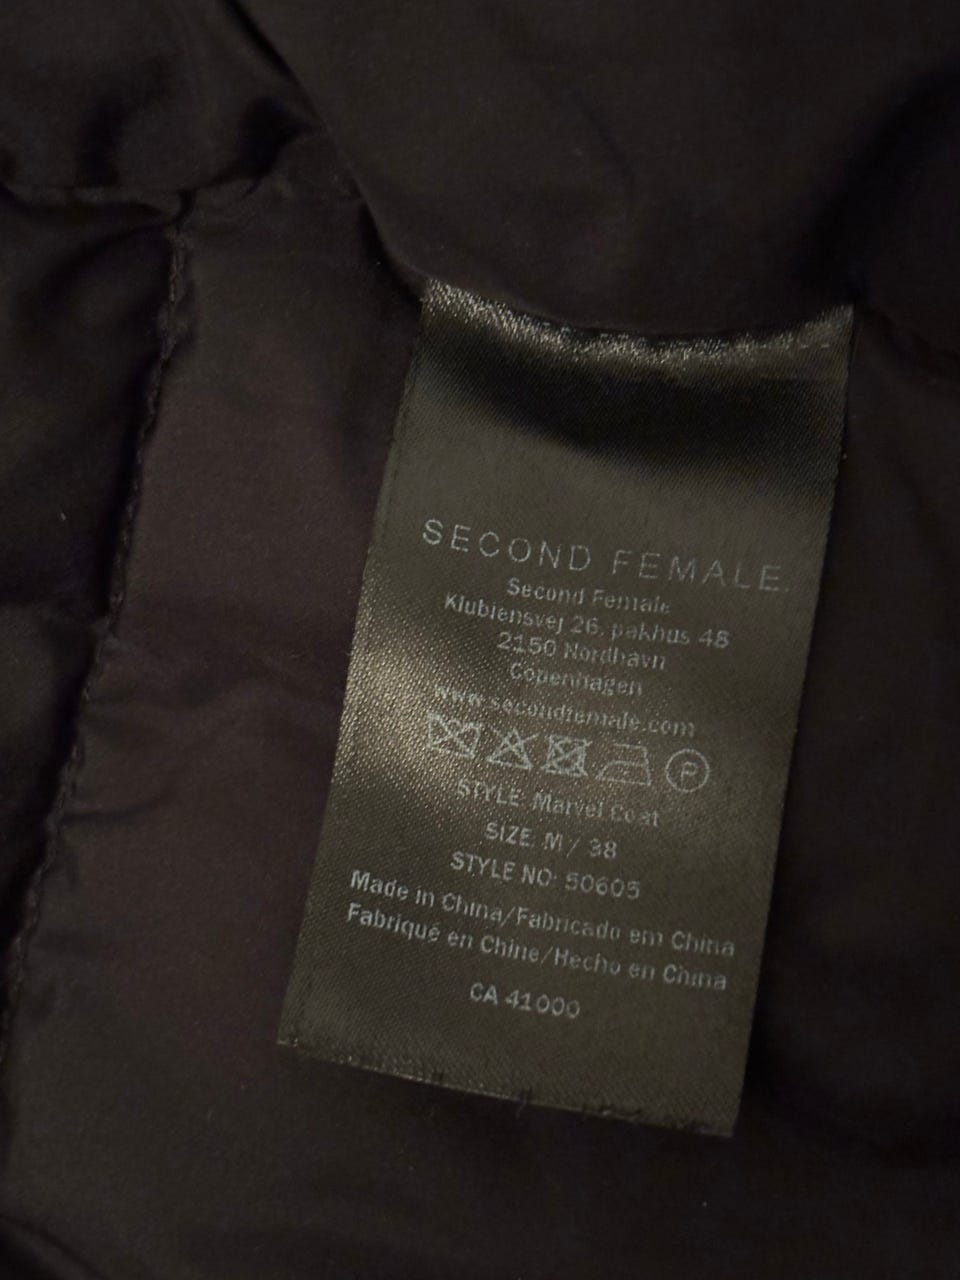 SECOND FEMALE.
Second Female
Klubiensvej 26, pakhus 48
2150 Nordhavn
Copenhagen
www.secondfemale.com
P
STYLE: Marvel Coat
SIZE: M / 38
STYLE NO: 50605
Made in China/Fabricado em China
Fabriqué en Chine/Hecho en China
CA 41000